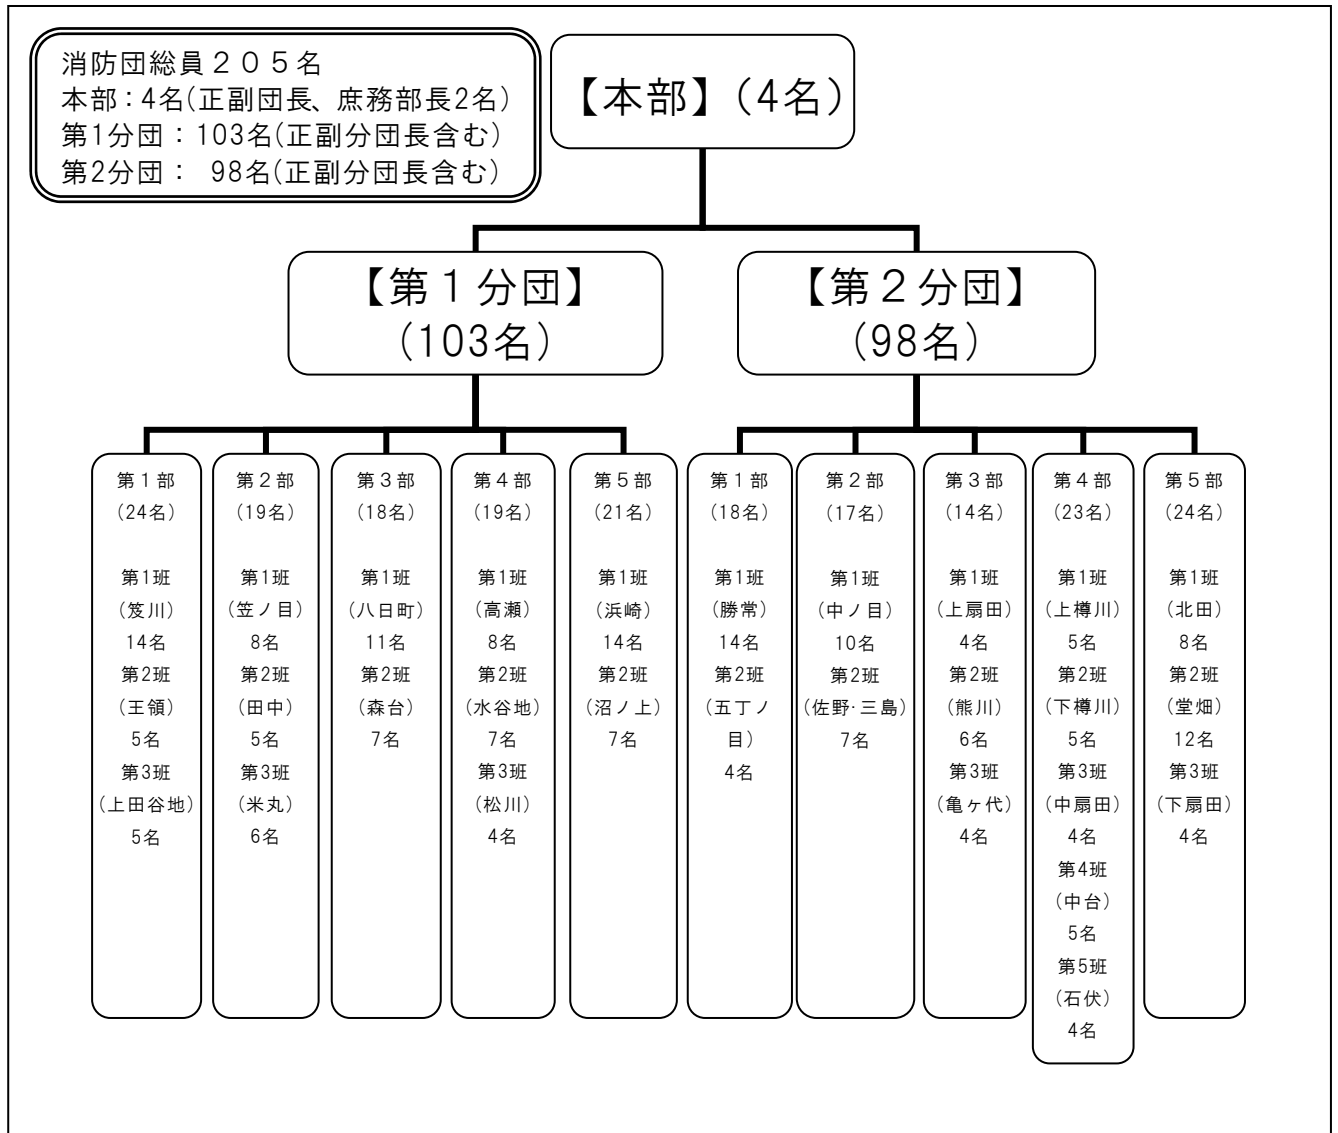 消防団総員２０５名
本部：4名(正副団長、庶務部長2名)
第1分団：103名(正副分団長含む)
第2分団： 98名(正副分団長含む)
【本部】（4名）
【第１分団】
（103名）
【第２分団】
（98名）
第１部
（24名）
第1班
（笈川）
14名
第2班
（王領）
5名
第3班
（上田谷地）
5名
第２部
（19名）
第1班
（笠ノ目）
8名
第2班
（田中）
5名
第3班
（米丸）
6名
第３部
（18名）
第1班
（八日町）
11名
第2班
（森台）
7名
第４部
（19名）
第1班
（高瀬）
8名
第2班
（水谷地）
7名
第3班
（松川）
4名
第５部
（21名）
第1班
（浜崎）
14名
第2班
（沼ノ上）
7名
第１部
（18名）
第1班
（勝常）
14名
第2班
（五丁ノ
目）
4名
第２部
（17名）
第1班
（中ノ目）
10名
第2班
（佐野･三島）
7名
第３部
（14名）
第1班
（上扇田）
4名
第2班
（熊川）
6名
第3班
（亀ヶ代）
4名
第４部
（23名）
第1班
（上樽川）
5名
第2班
（下樽川）
5名
第3班
（中扇田）
4名
第4班
（中台）
5名
第5班
（石伏）
4名
第５部
（24名）
第1班
（北田）
8名
第2班
（堂畑）
12名
第3班
（下扇田）
4名